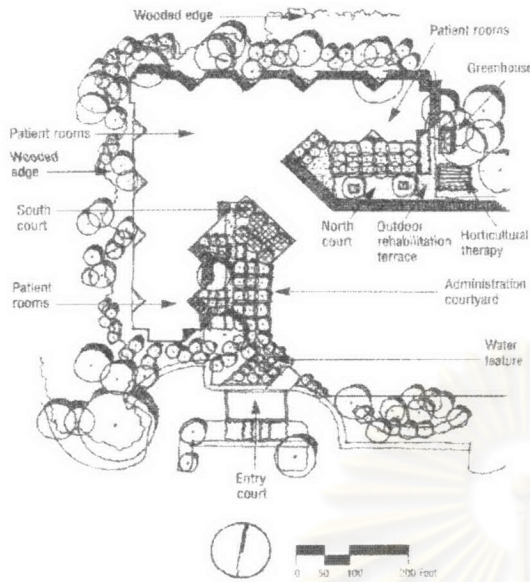 Wooded edge
Patient rooms
Greenhouse
Patient rooms
Wooded
edge
South
court
North
court
Outdoor
rehabilitation
terrace
Horticultural
therapy
Patient
rooms
Administration
courtyard
Water
feature
Entry
court
0 50 100 200 Feet